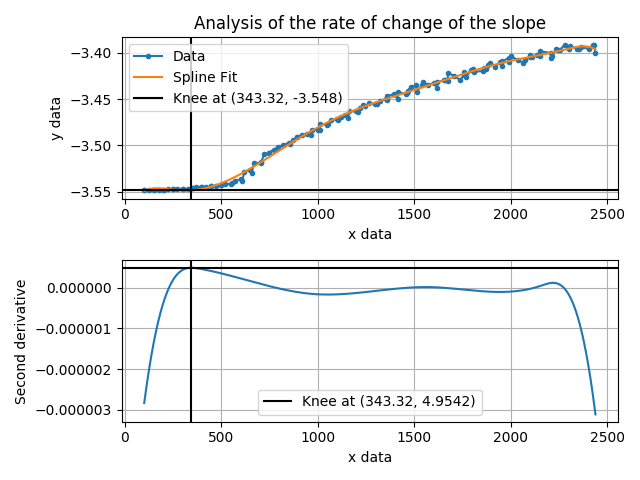 Analysis of the rate of change of the slope
Data
Spline Fit
Knee at (343.32, -3.548)
y data
−3.40
−3.45
−3.50
−3.55
0
500
1000
1500
2000
2500
x data
Second derivative
0.000000
−0.000001
−0.000002
−0.000003
Knee at (343.32, 4.9542)
0
500
1000
1500
2000
2500
x data